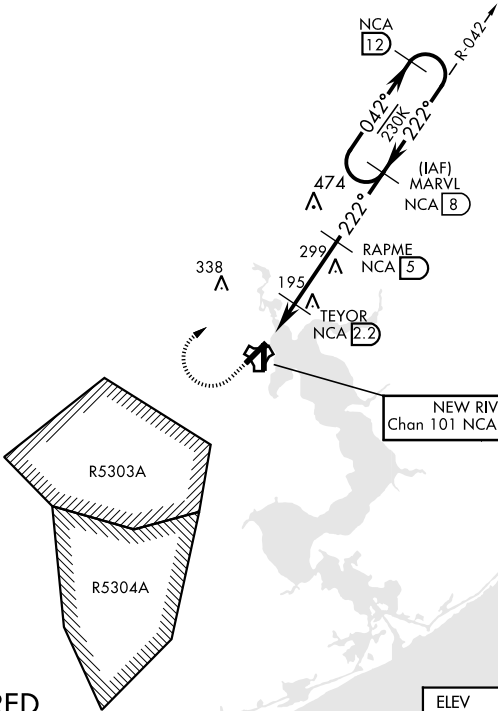 NCA
12
R-042
042°
230K
222°
(IAF)
MARVL
NCA 8
474
222°
299
RAPME
NCA 5
338
195
TEYOR
NCA 2.2
NEW RIV
Chan 101 NCA
R5303A
R5304A
RED
ELEV